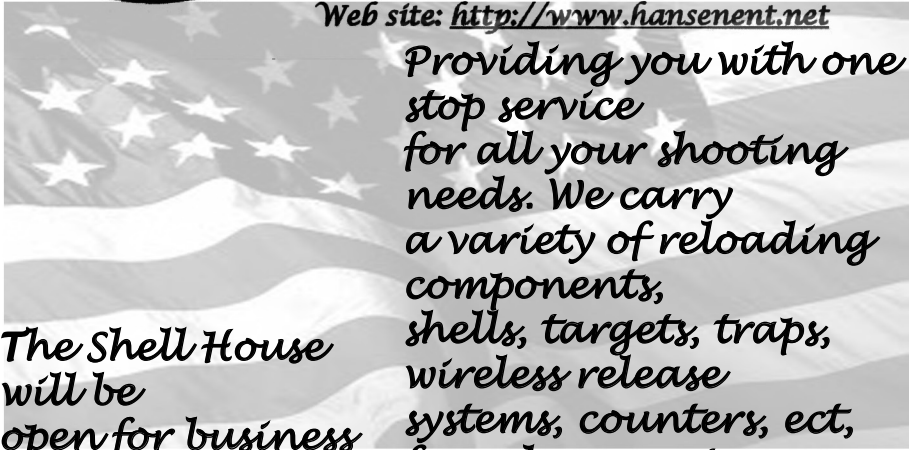 Web site: http://www.hansenent.net
Providing you with one
stop service
for all your shooting
needs. We carry
a variety of reloading
components,
shells, targets, traps,
wireless release
systems, counters, ect,
The Shell House
will be
open for business